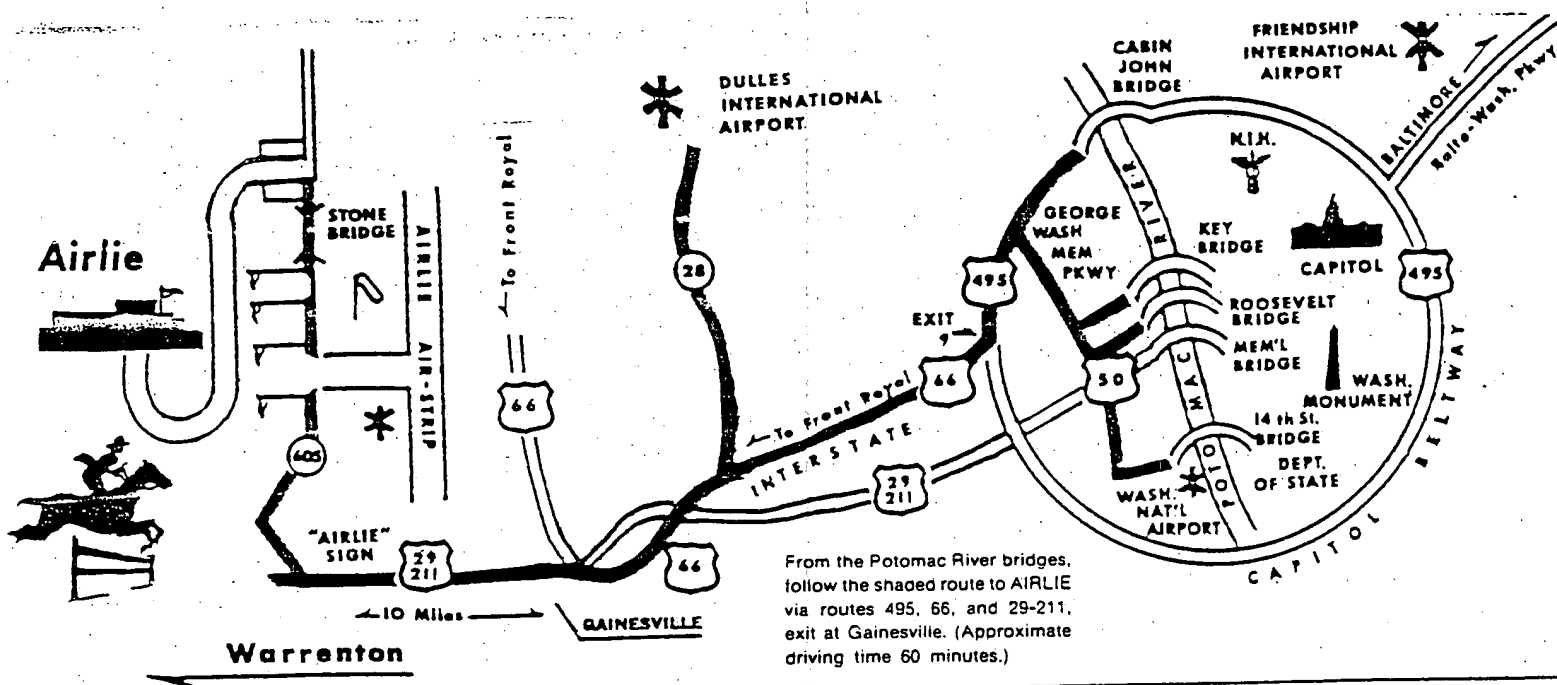 FRIENDSHIP
INTERNATIONAL
AIRPORT
CABIN
JOHN
BRIDGE
BALTIMORE
Balto-Wash. Pkwy
DULLES
INTERNATIONAL
AIRPORT
N.I.H.
To Front Royal
RIVER
STONE
BRIDGE
AIRLIE AIR-STRIP
GEORGE
WASH
MEM
PKWY
KEY
BRIDGE
Airlie
28
495
CAPITOL
495
ROOSEVELT
BRIDGE
EXIT
9
MEM'L
BRIDGE
66
66
50
WASH.
MONUMENT
To Front Royal
INTERSTATE
14 th St.
BRIDGE
605
DEPT.
OF STATE
29
211
WASH.
NAT'L
AIRPORT
POTOMAC
CAPITOL BELTWAY
"AIRLIE"
SIGN
29
211
66
10 Miles
GAINESVILLE
From the Potomac River bridges,
follow the shaded route to AIRLIE
via routes 495, 66, and 29-211,
exit at Gainesville. (Approximate
driving time 60 minutes.)
Warrenton